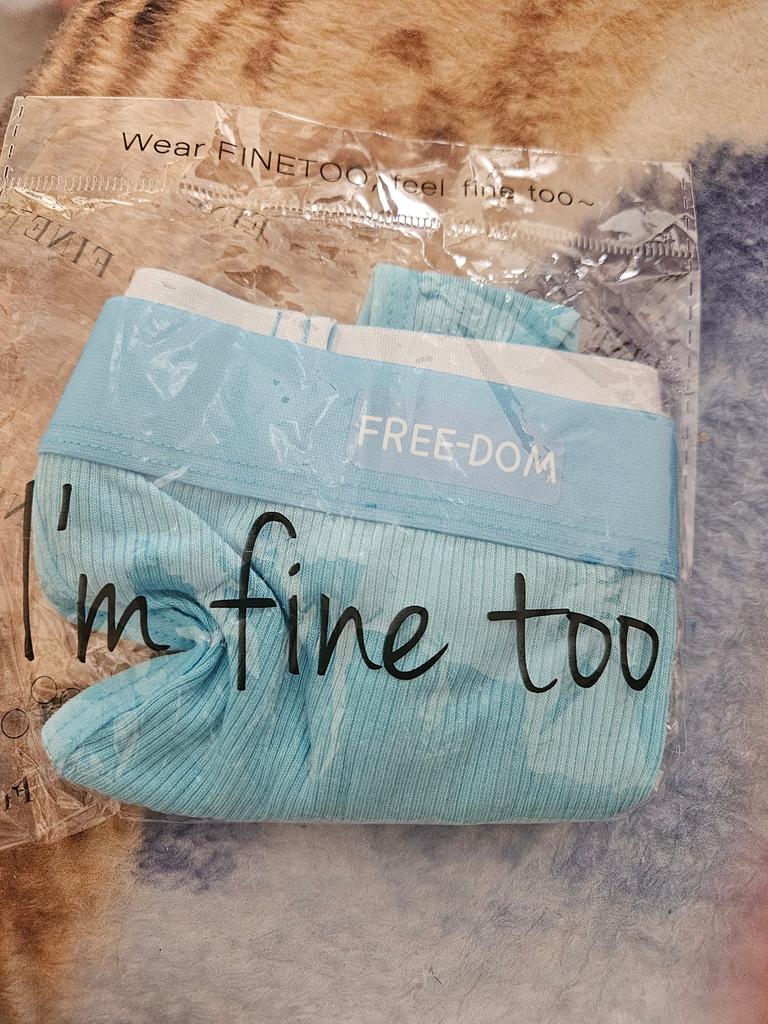 Wear FINETOO, feel fine too~
FREE-DOM
I'm fine too